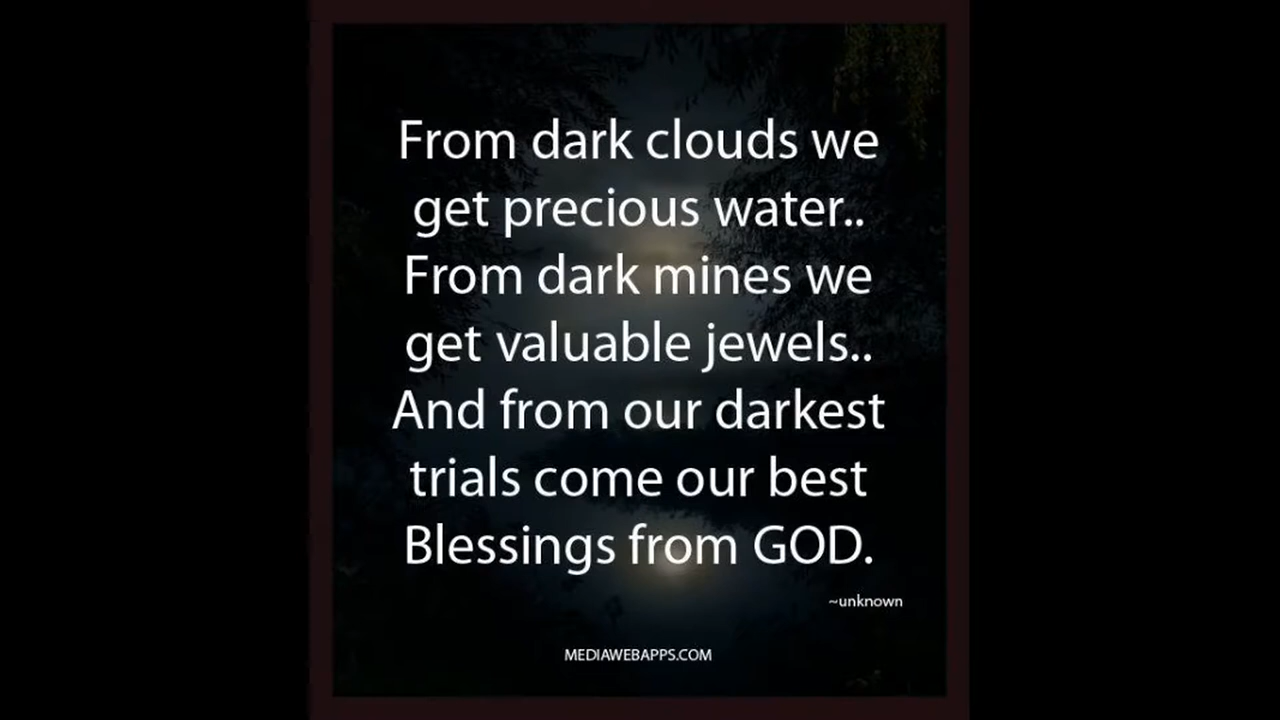 From dark clouds we
get precious water..
From dark mines we
get valuable jewels..
And from our darkest
trials come our best
Blessings from GOD.
~unknown
MEDIAWEBAPPS.COM